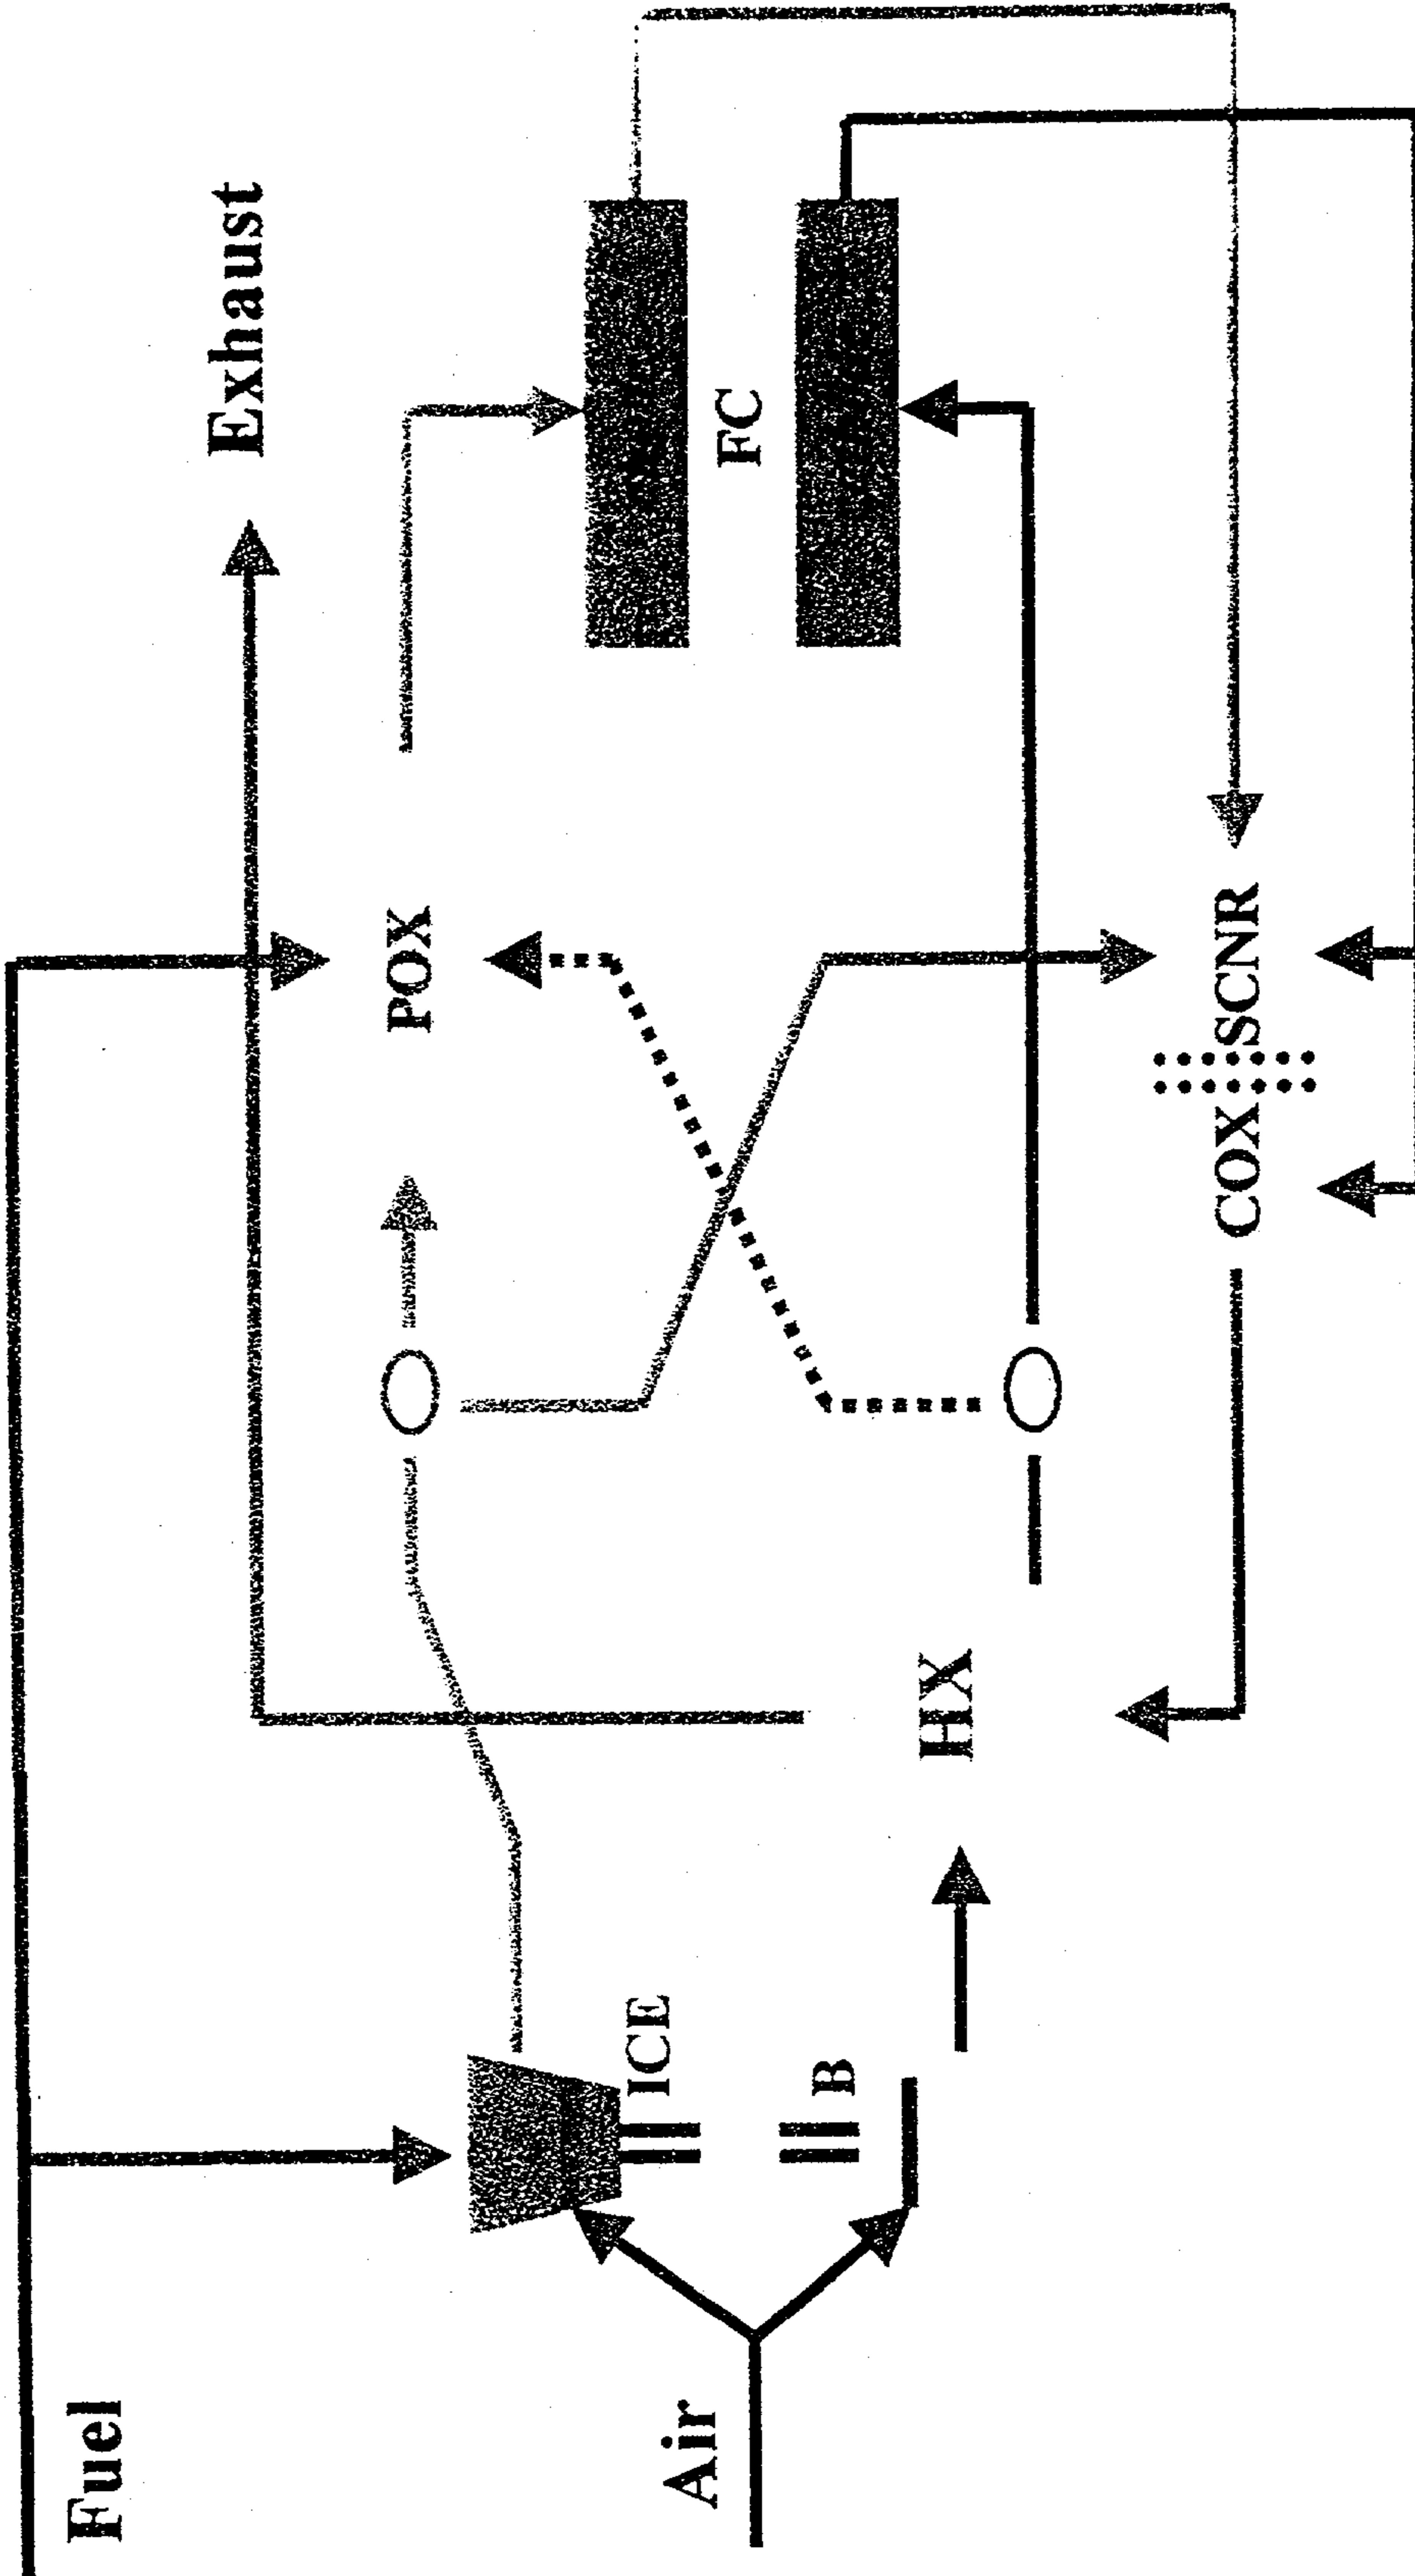 Fuel
Exhaust
POX
FC
ICE
Air
B
HX
COX SCNR